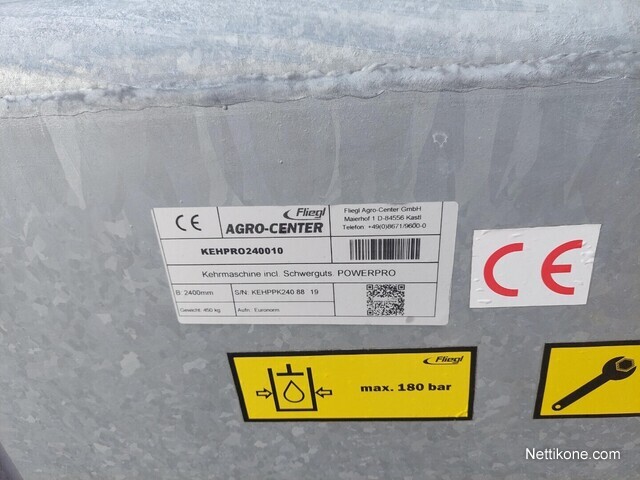 CE
Fliegl
AGRO-CENTER
Fliegl Agro-Center GmbH
Maierhof 1 D-84556 Kastl
Telefon: +49(0)8671/9600-0
KEHPRO240010
Kehrmaschine incl. Schwerguts. POWERPRO
B: 2400mm
S/N: KEHPPK240 88 19
Gewicht: 450 kg
Aufn.: Euronorm
CE
Fliegl
max. 180 bar
Nettikone.com